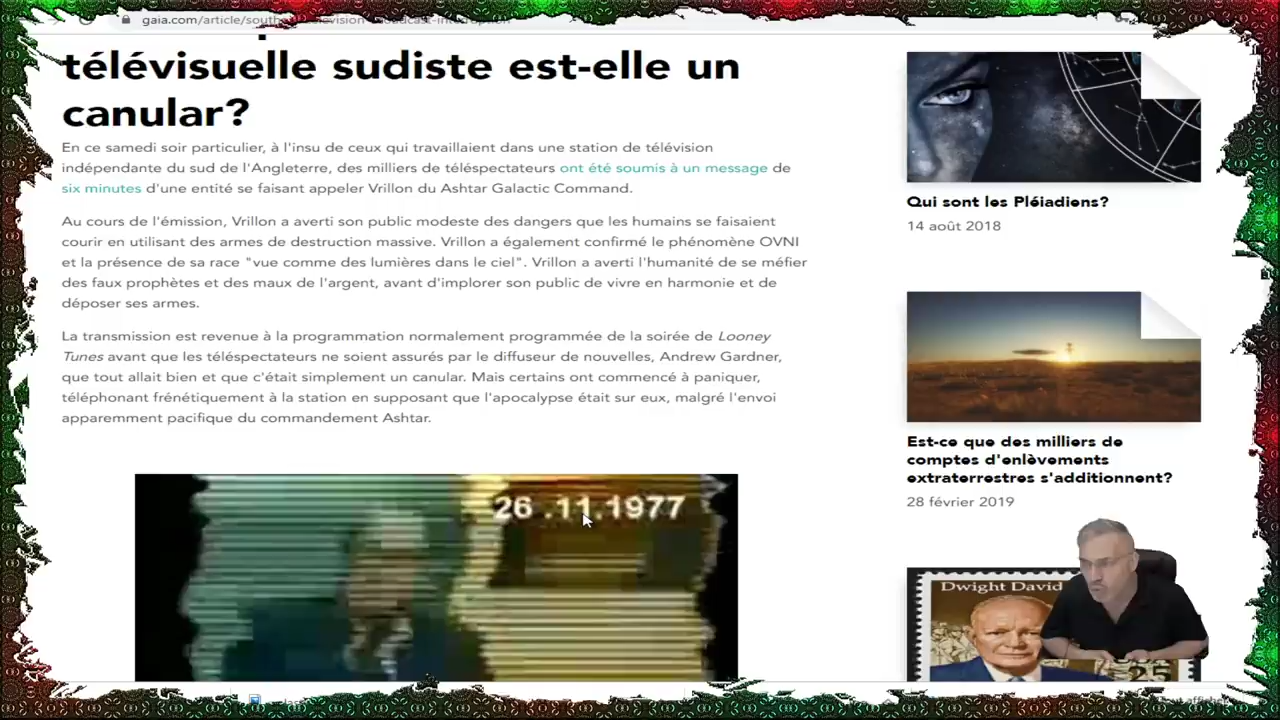 gaia.com/article/south
télévisuelle sudiste est-elle un
canular?
En ce samedi soir particulier, à l'insu de ceux qui travaillaient dans une station de télévision
indépendante du sud de l'Angleterre, des milliers de téléspectateurs ont été soumis à un message de
six minutes d'une entité se faisant appeler Vrillon du Ashtar Galactic Command.
Au cours de l'émission, Vrillon a averti son public modeste des dangers que les humains se faisaient
courir en utilisant des armes de destruction massive. Vrillon a également confirmé le phénomène OVNI
et la présence de sa race "vue comme des lumières dans le ciel". Vrillon a averti l'humanité de se méfier
des faux prophètes et des maux de l'argent, avant d'implorer son public de vivre en harmonie et de
déposer ses armes.
La transmission est revenue à la programmation normalement programmée de la soirée de Looney
Tunes avant que les téléspectateurs ne soient assurés par le diffuseur de nouvelles, Andrew Gardner,
que tout allait bien et que c'était simplement un canular. Mais certains ont commencé à paniquer,
téléphonant frénétiquement à la station en supposant que l'apocalypse était sur eux, malgré l'envoi
apparemment pacifique du commandement Ashtar.
26 .11.1977
Qui sont les Pléiadiens?
14 août 2018
Est-ce que des milliers de
comptes d'enlèvements
extraterrestres s'additionnent?
28 février 2019
Dwight David
25